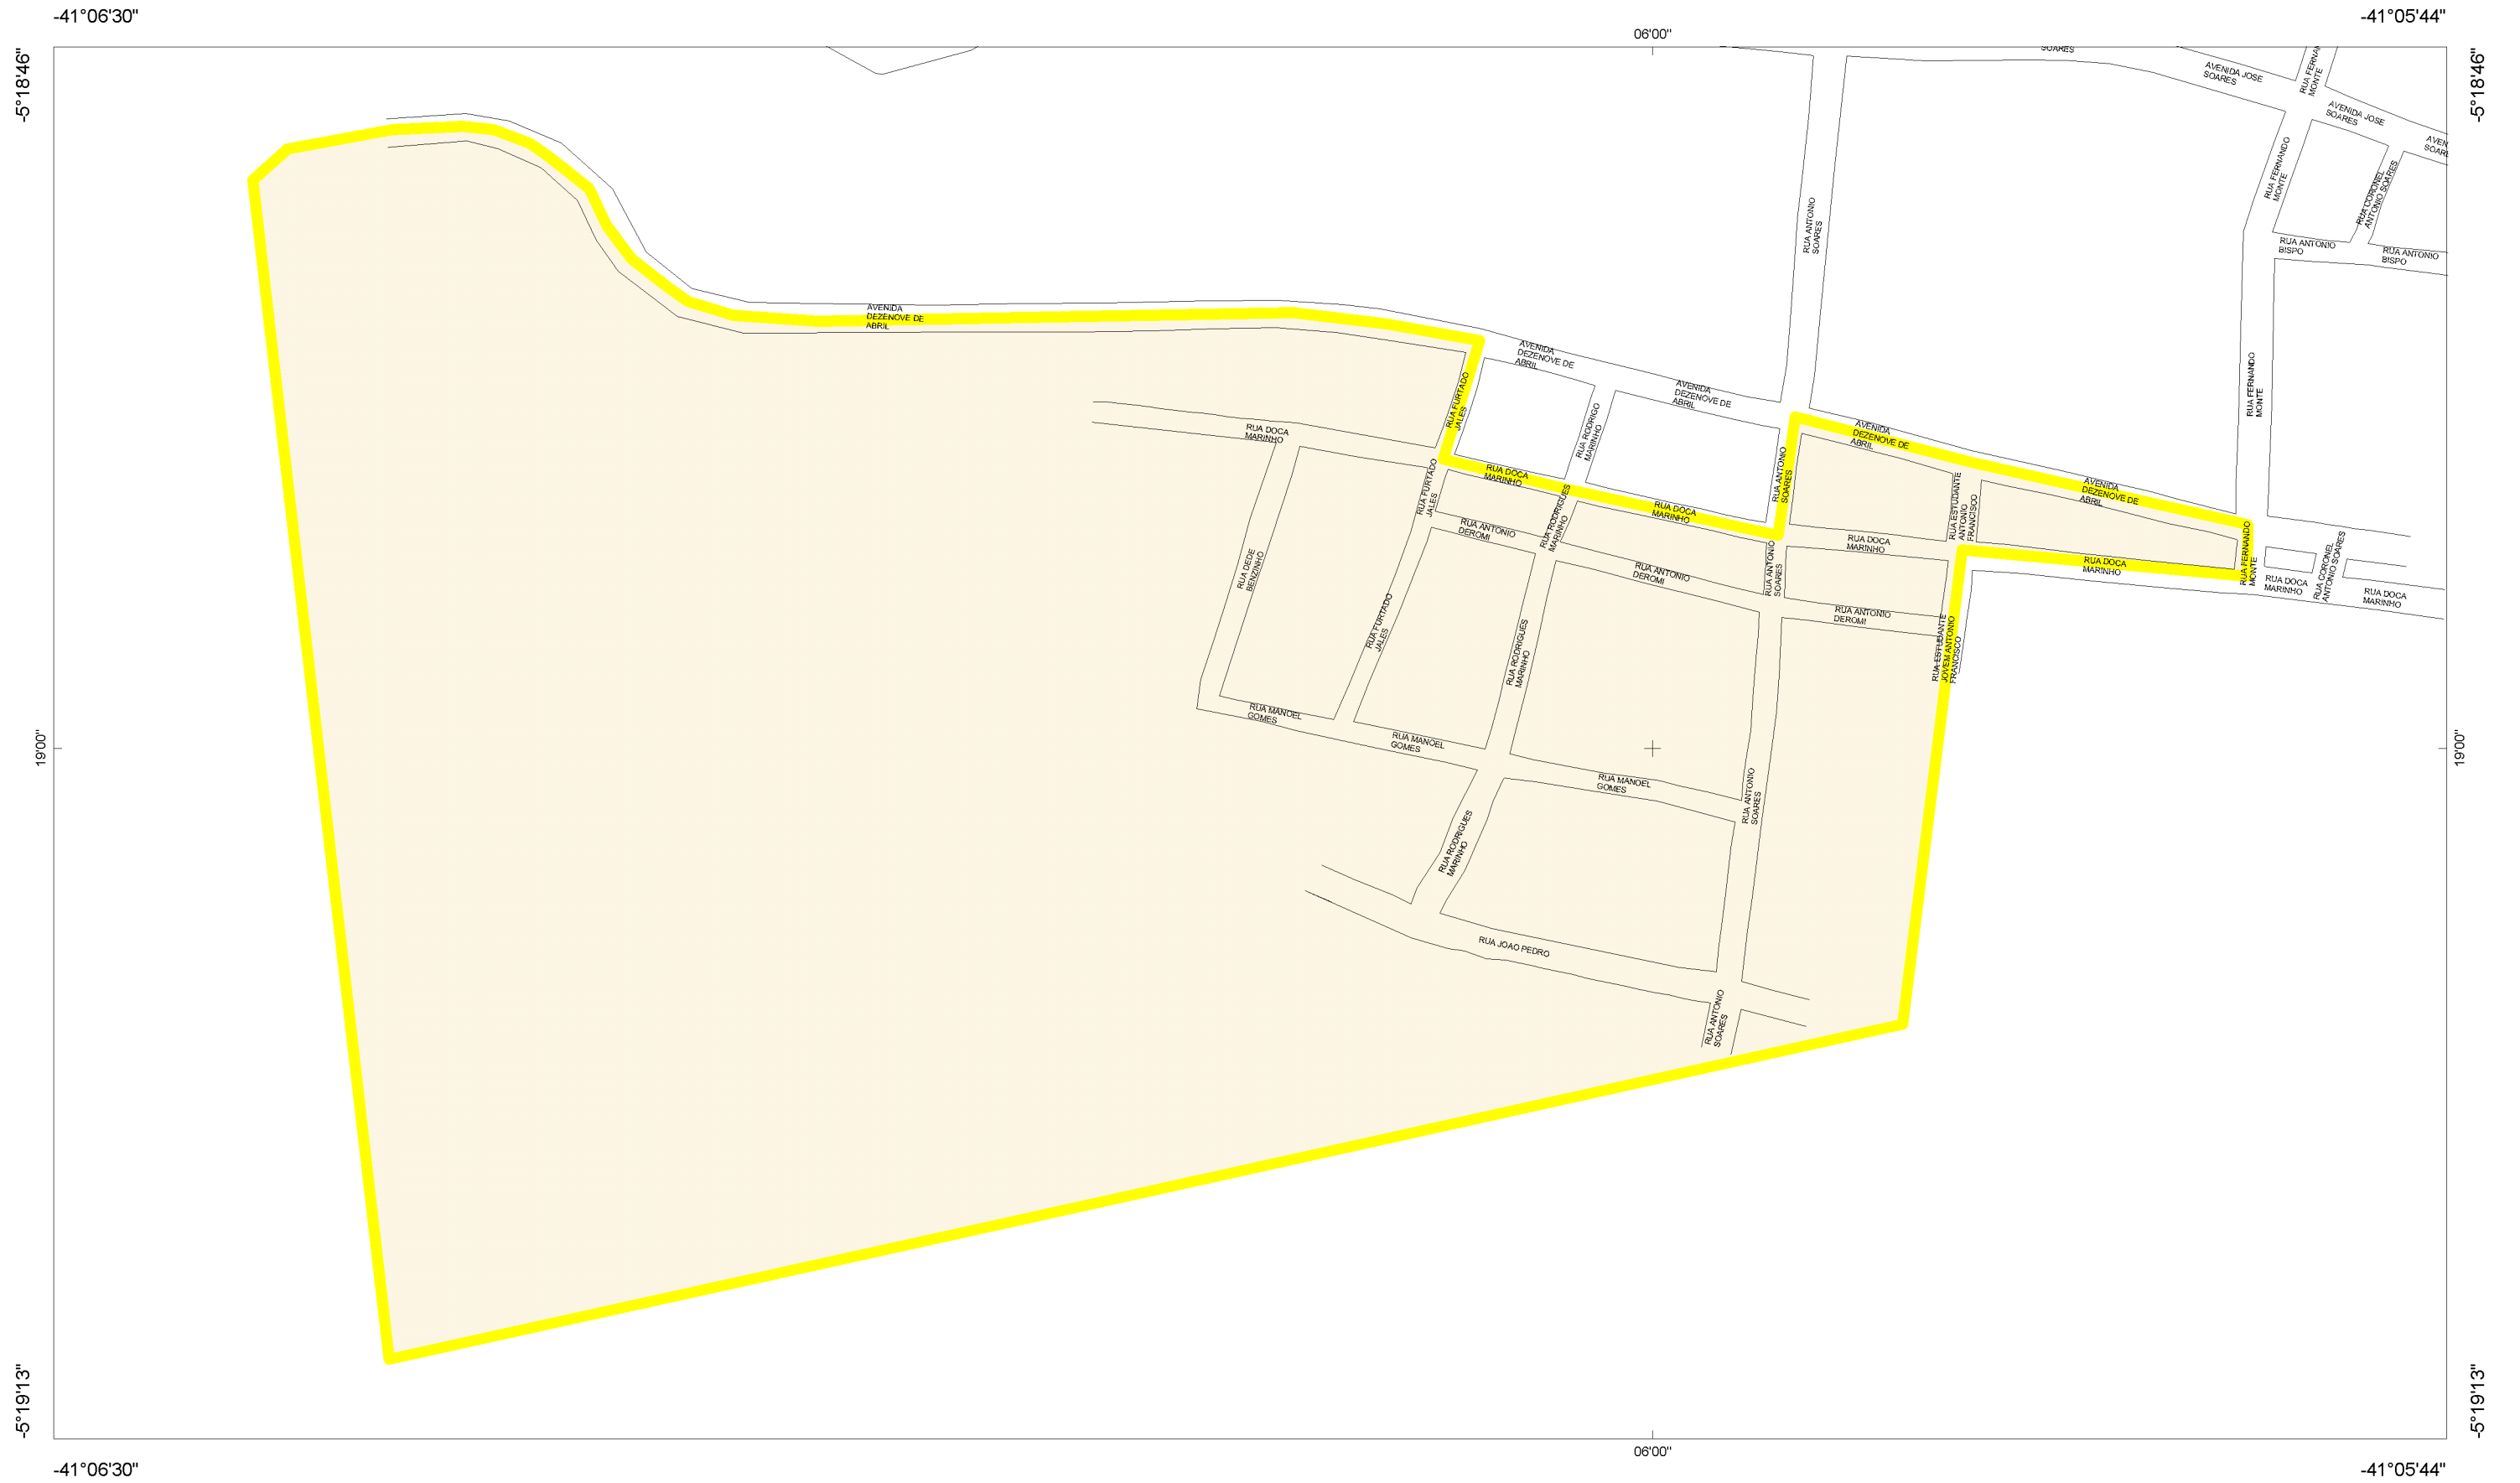 -41°06'30"
-41°05'44"
06'00"
-5°18'46"
-5°18'46"
SOARES
AVENIDA JOSE
SOARES
RUA FERNAN
MONTE
AVENIDA JOSE
SOARES
AVEN
SOARE
RUA FERNANDO
MONTE
RUA CORONEL
ANTONIO SOARES
RUA ANTONIO
SOARES
RUA ANTONIO
BISPO
RUA ANTONIO
BISPO
AVENIDA
DEZENOVE DE
ABRIL
AVENIDA
DEZENOVE DE
ABRIL
RUA FERNANDO
MONTE
AVENIDA
DEZENOVE DE
ABRIL
RUA FURTADO
JALES
RUA RODRIGO
MARINHO
RUA DOCA
MARINHO
AVENIDA
DEZENOVE DE
ABRIL
RUA DOCA
MARINHO
RUA ANTONIO
SOARES
RUA FURTADO
JALES
AVENIDA
DEZENOVE DE
ABRIL
RUA ESTUDANTE
ANTONIO
FRANCISCO
RUA RODRIGUES
MARINHO
RUA DOCA
MARINHO
RUA ANTONIO
DEROMI
RUA DOCA
MARINHO
RUA FERNANDO
MONTE
RUA CORONEL
ANTONIO SOARES
RUA DEDE
BENZINHO
RUA ANTONIO
DEROMI
RUA ANTONIO
SOARES
RUA DOCA
MARINHO
RUA DOCA
MARINHO
RUA DOCA
MARINHO
RUA FURTADO
JALES
RUA ANTONIO
DEROMI
RUA RODRIGUES
MARINHO
RUA ESTUDANTE
JOVEM ANTONIO
FRANCISCO
RUA MANOEL
GOMES
RUA MANOEL
GOMES
19'00"
19'00"
RUA MANOEL
GOMES
RUA ANTONIO
SOARES
RUA RODRIGUES
MARINHO
RUA JOAO PEDRO
RUA ANTONIO
SOARES
-5°19'13"
-5°19'13"
06'00"
-41°06'30"
-41°05'44"